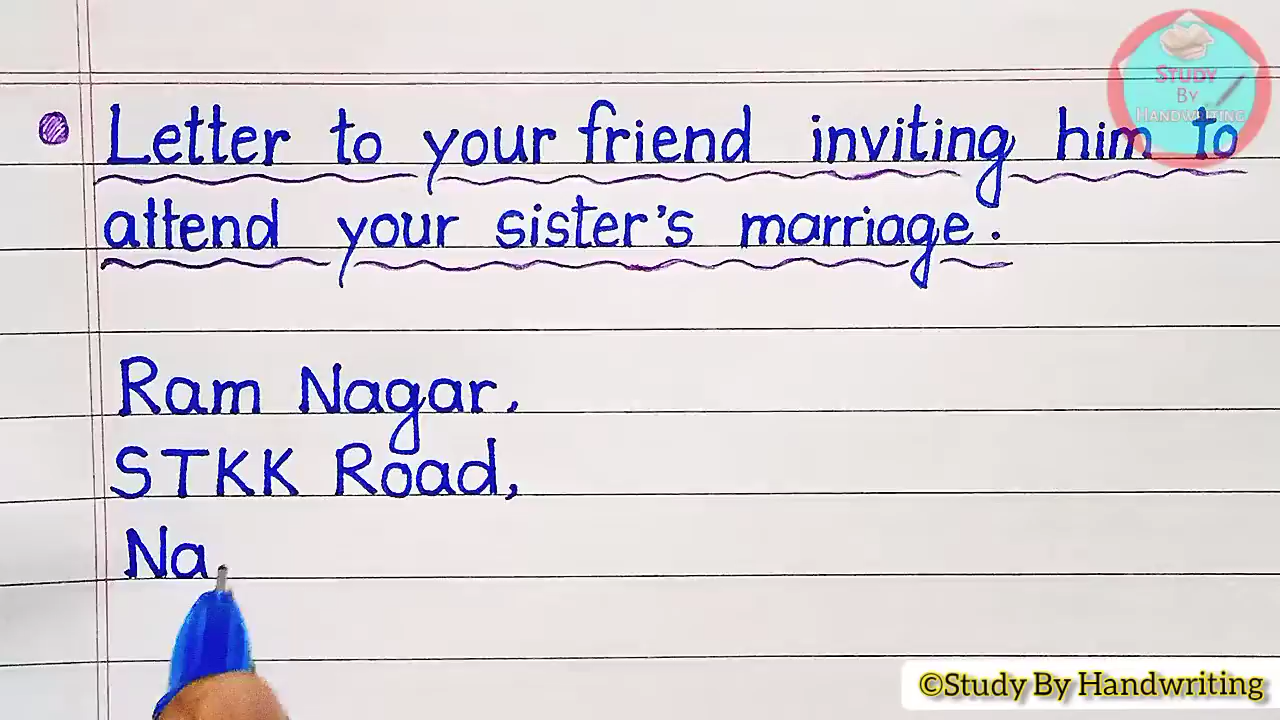 Letter to your friend inviting him to
attend your sister's marriage.
Ram Nagar,
STKK Road,
Na
STUDY
By
HANDWRITING
©Study By Handwriting